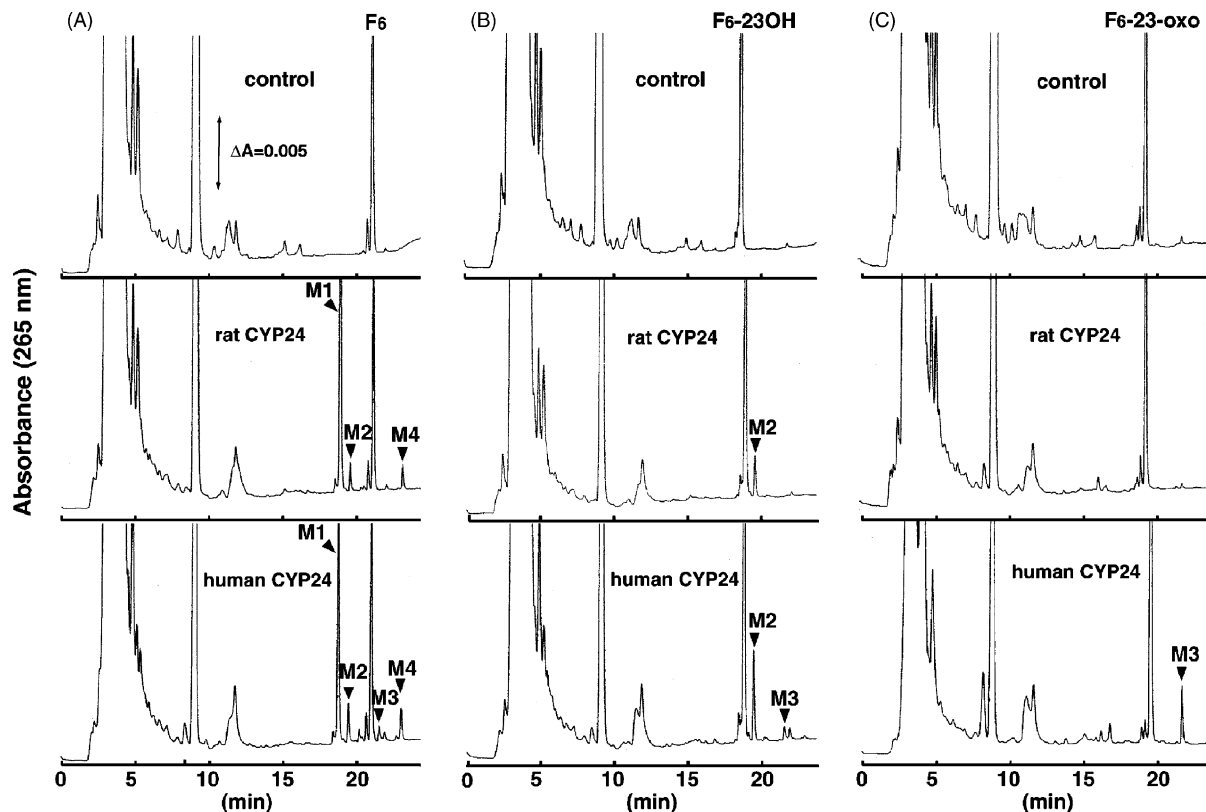 (A) F6
control
ΔA=0.005
(B) F6-23OH
control
(C) F6-23-oxo
control
Absorbance (265 nm)
M1
rat CYP24
M2
M4
rat CYP24
M2
rat CYP24
M1
human CYP24
M2
M3
M4
human CYP24
M2
M3
human CYP24
M3
0 5 10 15 20
(min)
0 5 10 15 20
(min)
0 5 10 15 20
(min)